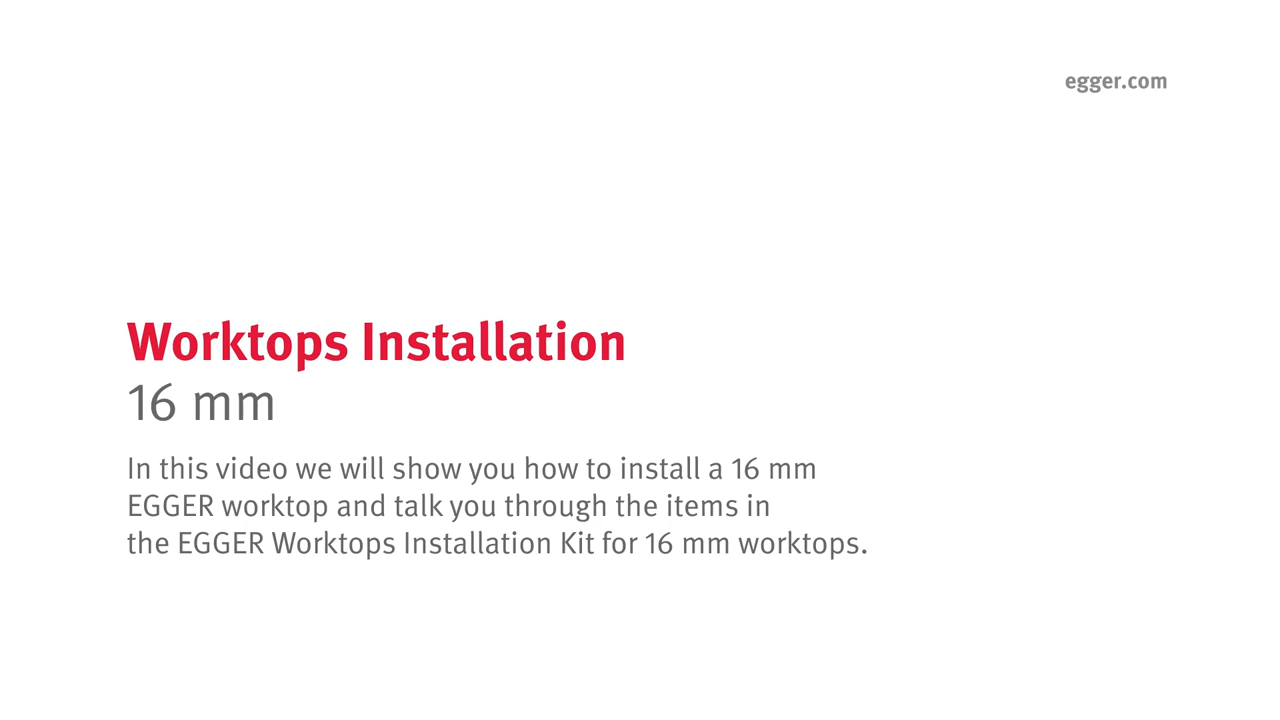 egger.com
Worktops Installation
16 mm
In this video we will show you how to install a 16 mm
EGGER worktop and talk you through the items in
the EGGER Worktops Installation Kit for 16 mm worktops.